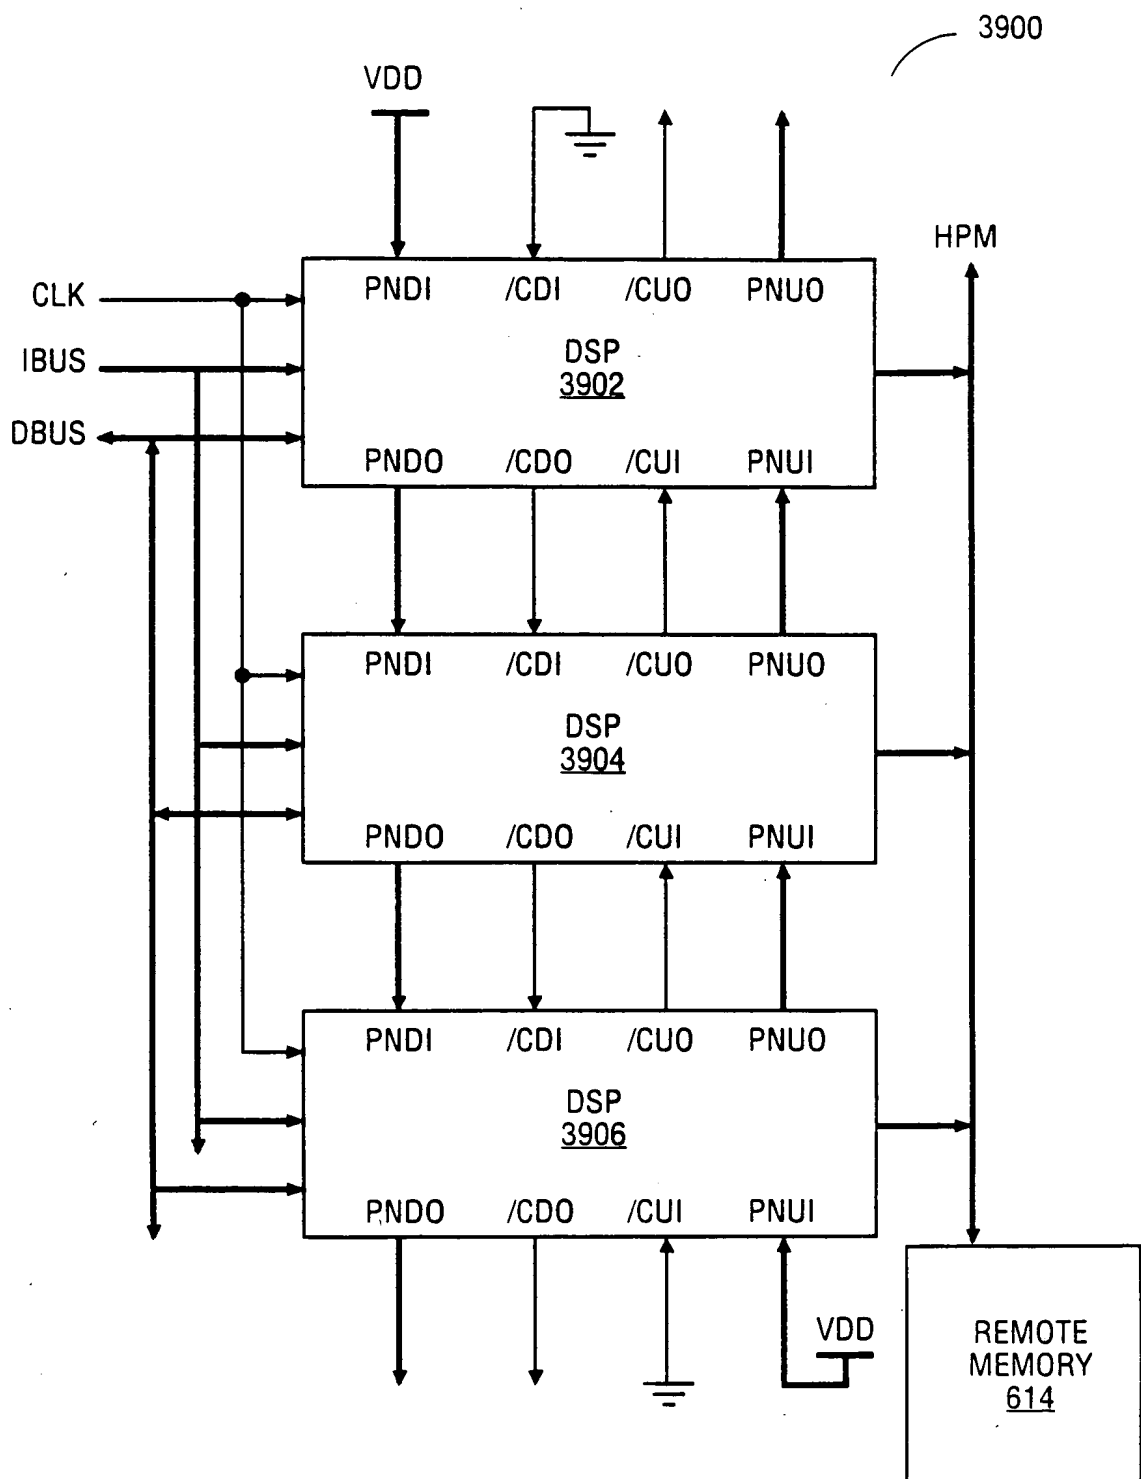 3900
VDD
HPM
CLK
IBUS
DBUS
PNDI /CDI /CUO PNUO
DSP
3902
PNDO /CDO /CUI PNUI
PNDI /CDI /CUO PNUO
DSP
3904
PNDO /CDO /CUI PNUI
PNDI /CDI /CUO PNUO
DSP
3906
PNDO /CDO /CUI PNUI
VDD
REMOTE
MEMORY
614